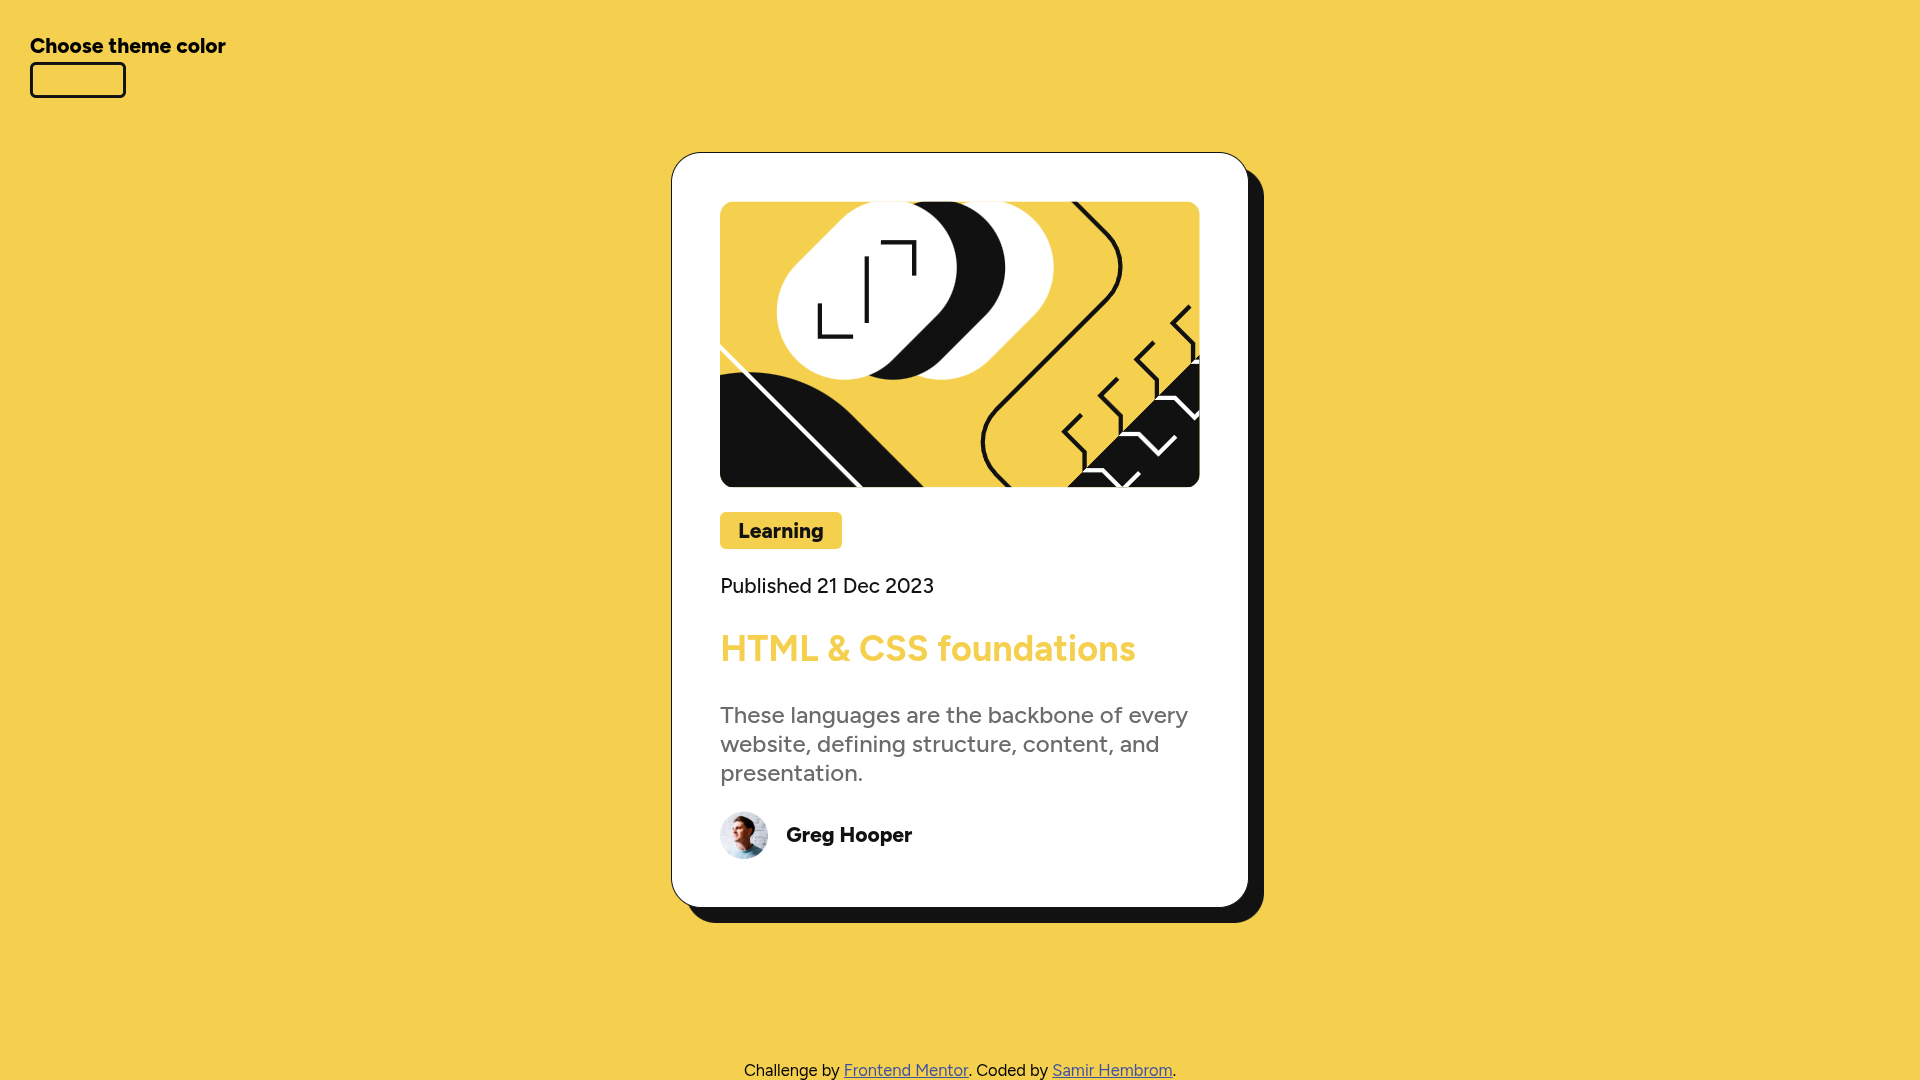 Choose theme color
Learning
Published 21 Dec 2023
HTML & CSS foundations
These languages are the backbone of every
website, defining structure, content, and
presentation.
Greg Hooper
Challenge by Frontend Mentor. Coded by Samir Hembrom.